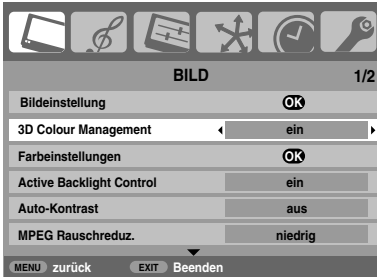 BILD 1/2
Bildeinstellung OK
3D Colour Management ein
Farbeinstellungen OK
Active Backlight Control ein
Auto-Kontrast aus
MPEG Rauschreduz. niedrig
MENU zurück EXIT Beenden